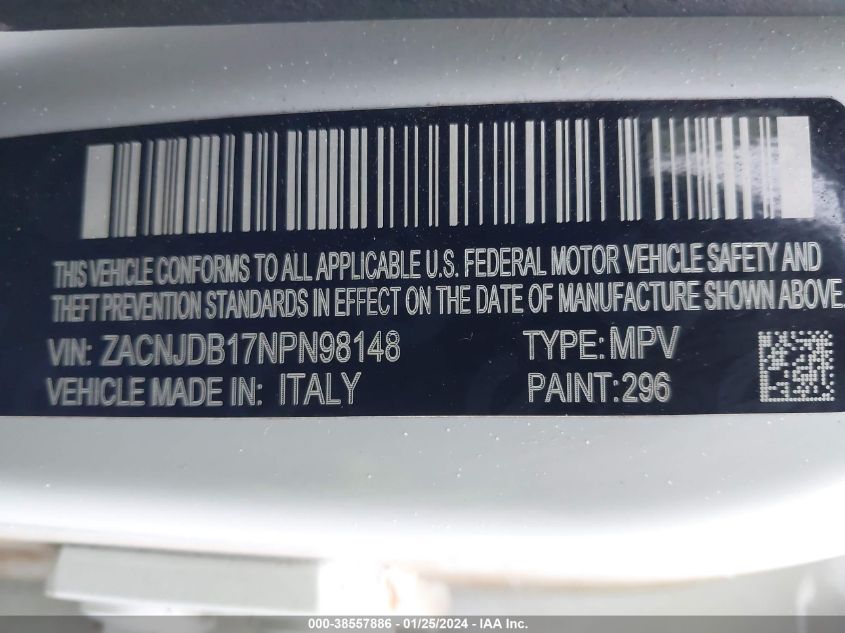 THIS VEHICLE CONFORMS TO ALL APPLICABLE U.S. FEDERAL MOTOR VEHICLE SAFETY AND
THEFT PREVENTION STANDARDS IN EFFECT ON THE DATE OF MANUFACTURE SHOWN ABOVE.
VIN: ZACNJDB17NPN98148 TYPE: MPV
VEHICLE MADE IN: ITALY PAINT: 296
000-38557886 - 01/25/2024 - IAA Inc.